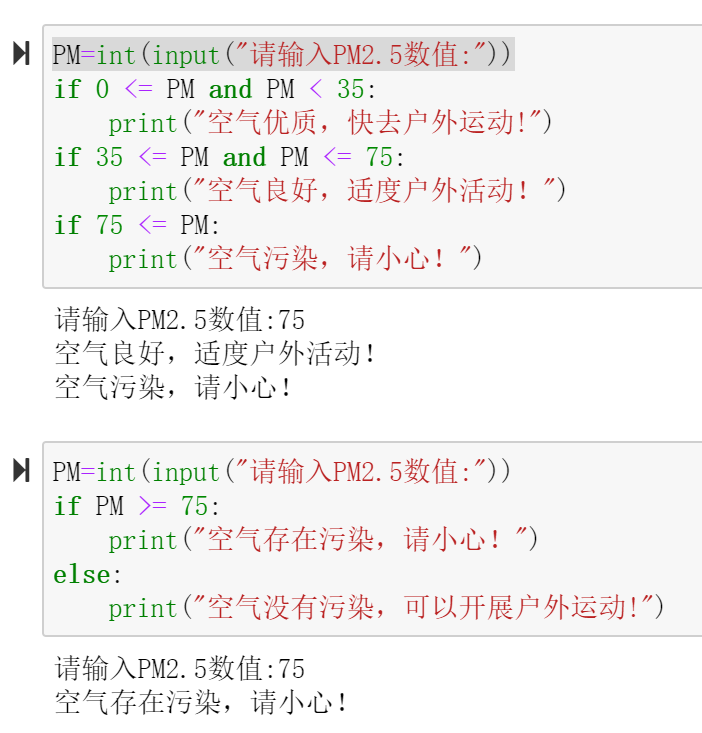 PM=int(input("请输入PM2.5数值:"))
if 0 <= PM and PM < 35:
    print("空气优质，快去户外运动!")
if 35 <= PM and PM <= 75:
    print("空气良好，适度户外活动！")
if 75 <= PM:
    print("空气污染，请小心！")
请输入PM2.5数值:75
空气良好，适度户外活动！
空气污染，请小心！
PM=int(input("请输入PM2.5数值:"))
if PM >= 75:
    print("空气存在污染，请小心！")
else:
    print("空气没有污染，可以开展户外运动!")
请输入PM2.5数值:75
空气存在污染，请小心！